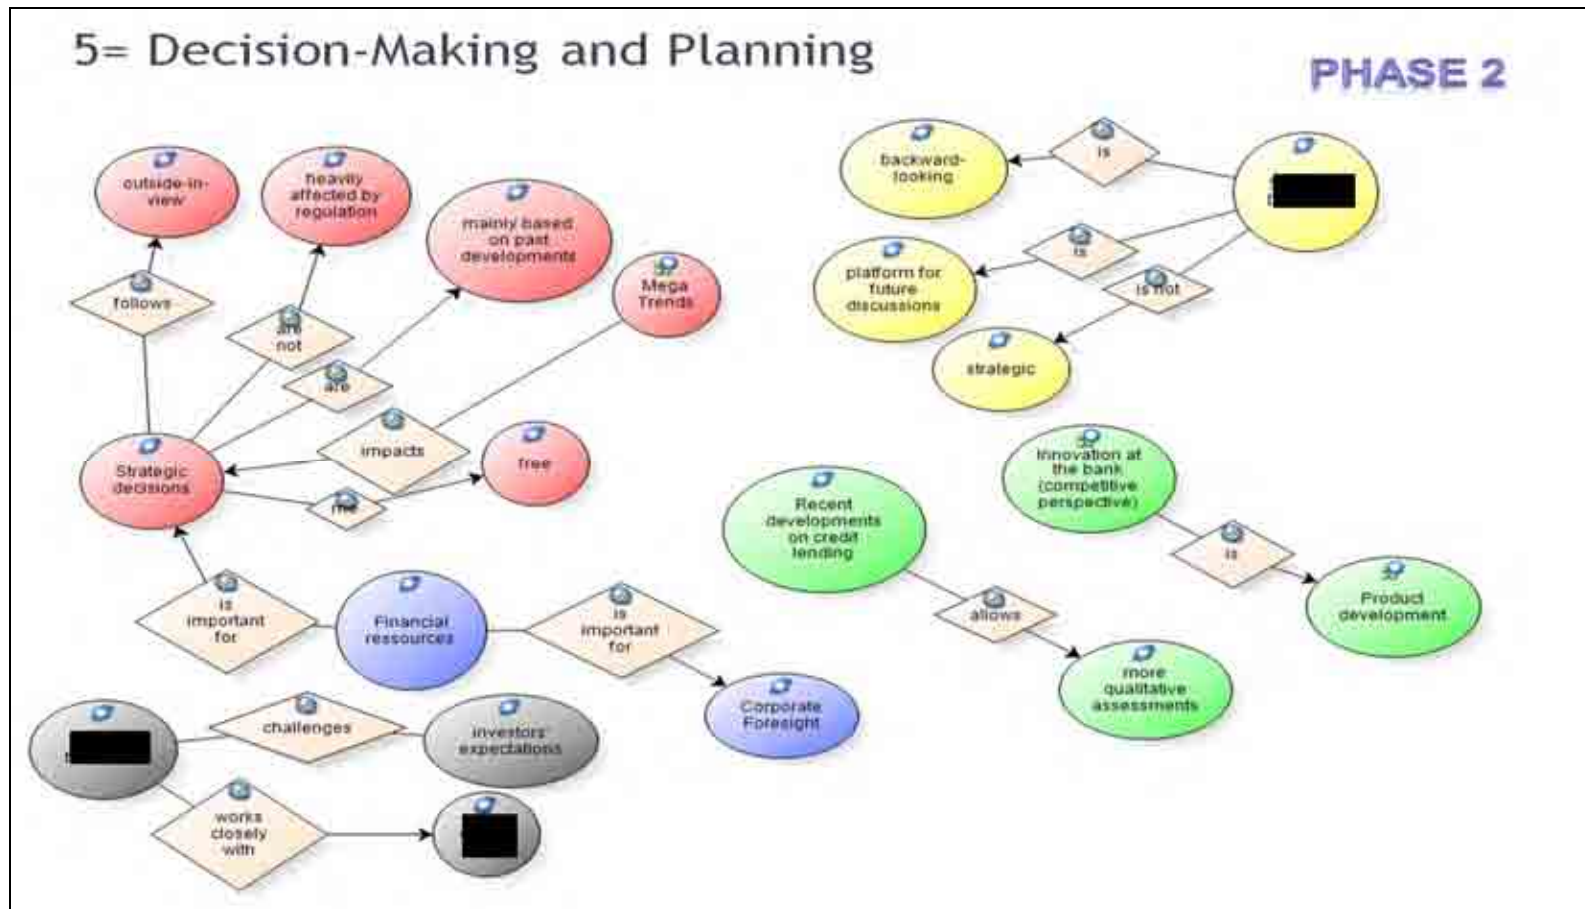 5= Decision-Making and Planning
PHASE 2
outside-in-
view
heavily
affected by
regulation
mainly based
on past
developments
Mega
Trends
follows
are
not
are
impacts
free
Strategic
decisions
is
important
for
Financial
ressources
is
important
for
Corporate
Foresight
challenges
investors'
expectations
works
closely
with
backward-
looking
is
platform for
future
discussions
is
is not
strategic
Recent
developments
on credit
lending
allows
more
qualitative
assessments
Innovation at
the bank
(competitive
perspective)
is
Product
development